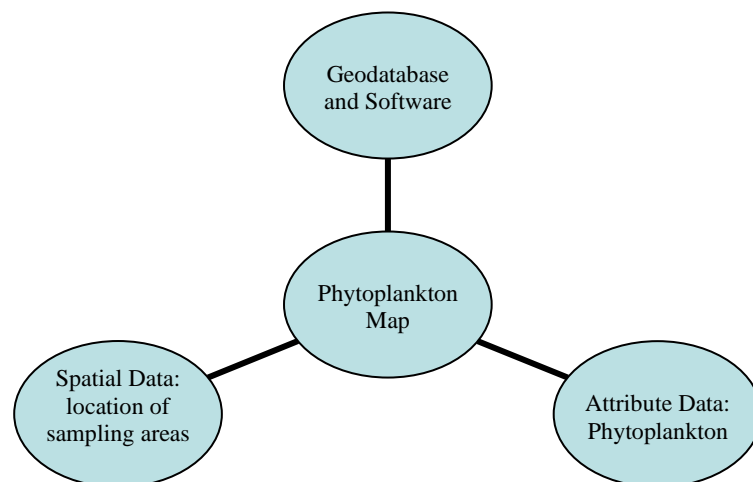 Geodatabase
and Software
Phytoplankton
Map
Spatial Data:
location of
sampling areas
Attribute Data:
Phytoplankton